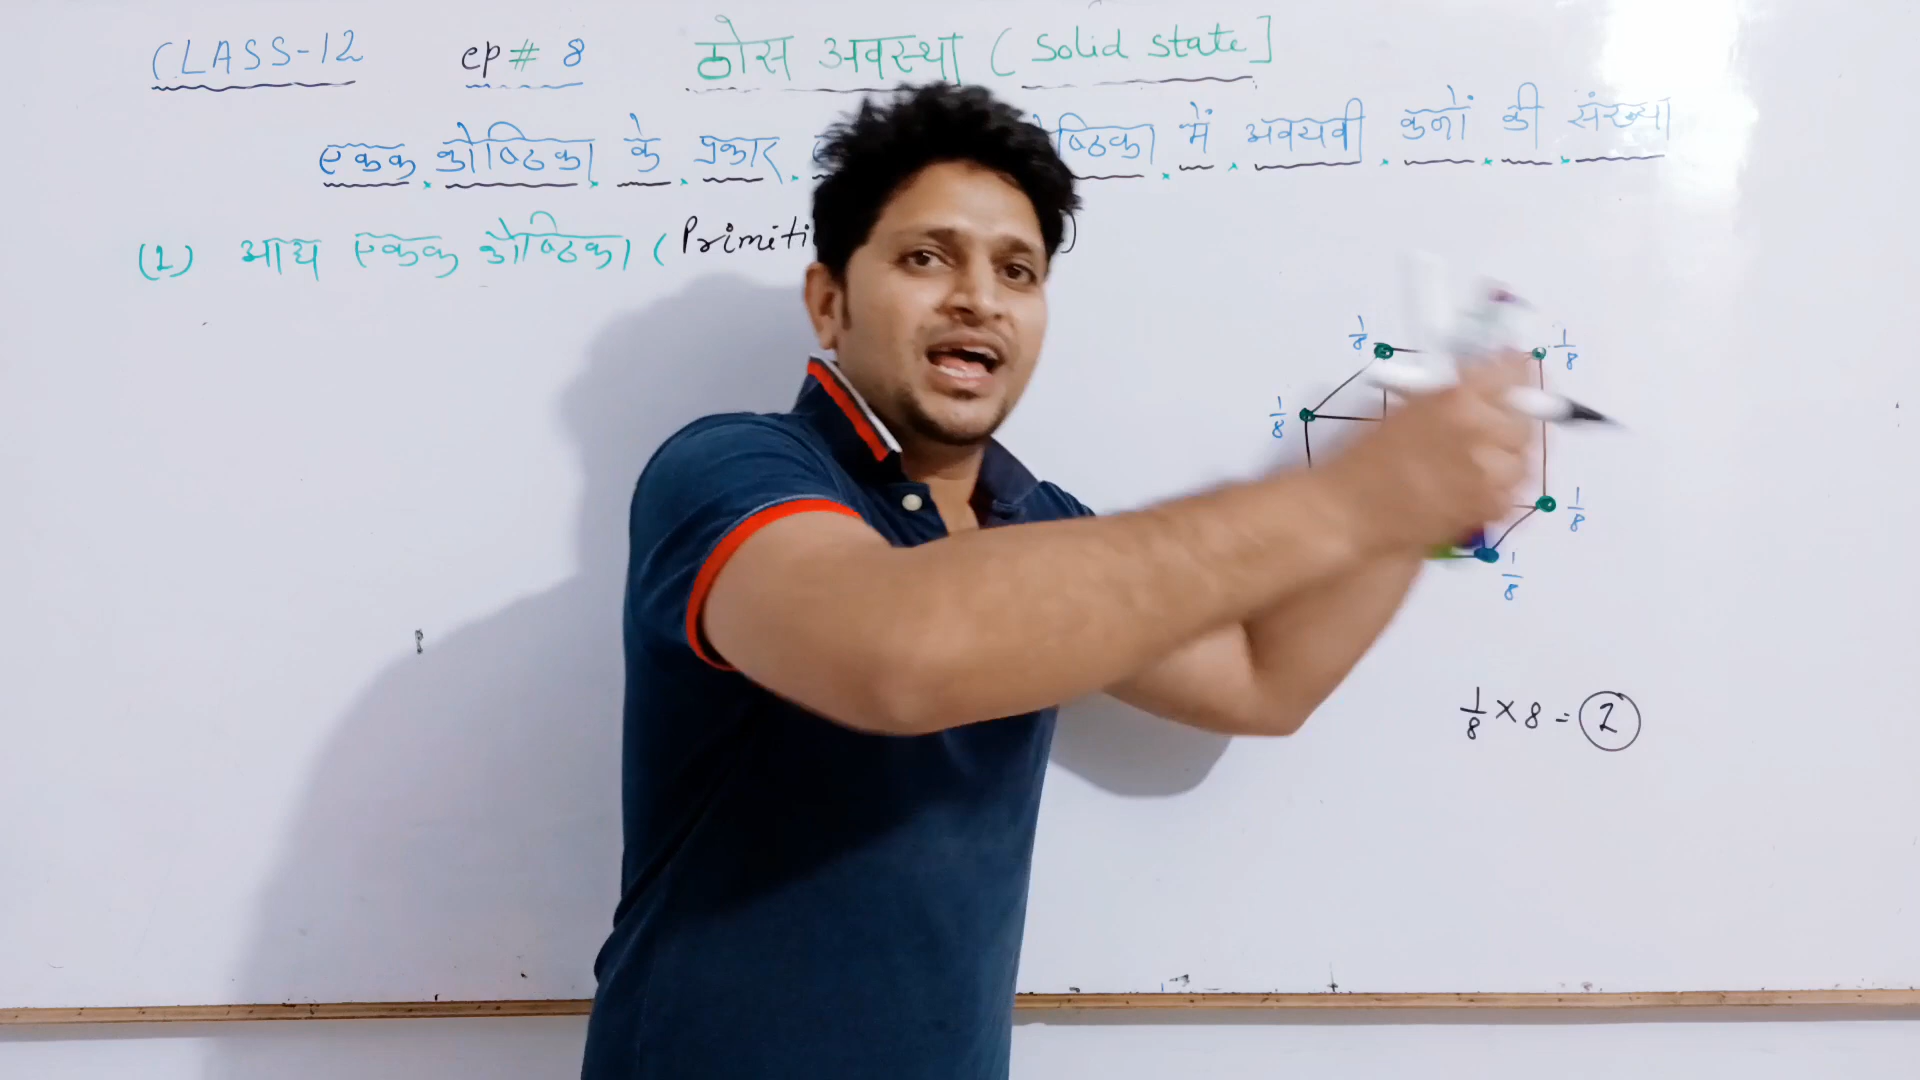 CLASS-12 ep# 8 ठोस अवस्था ( Solid state ]
एकक कोष्ठिका के प्रकार में अवयवी कनों की संख्या
(1) आद्य एकक कौष्ठिका ( Primiti )
1/8 1/8
1/8
1/8
1/8
1/8 × 8 = 1